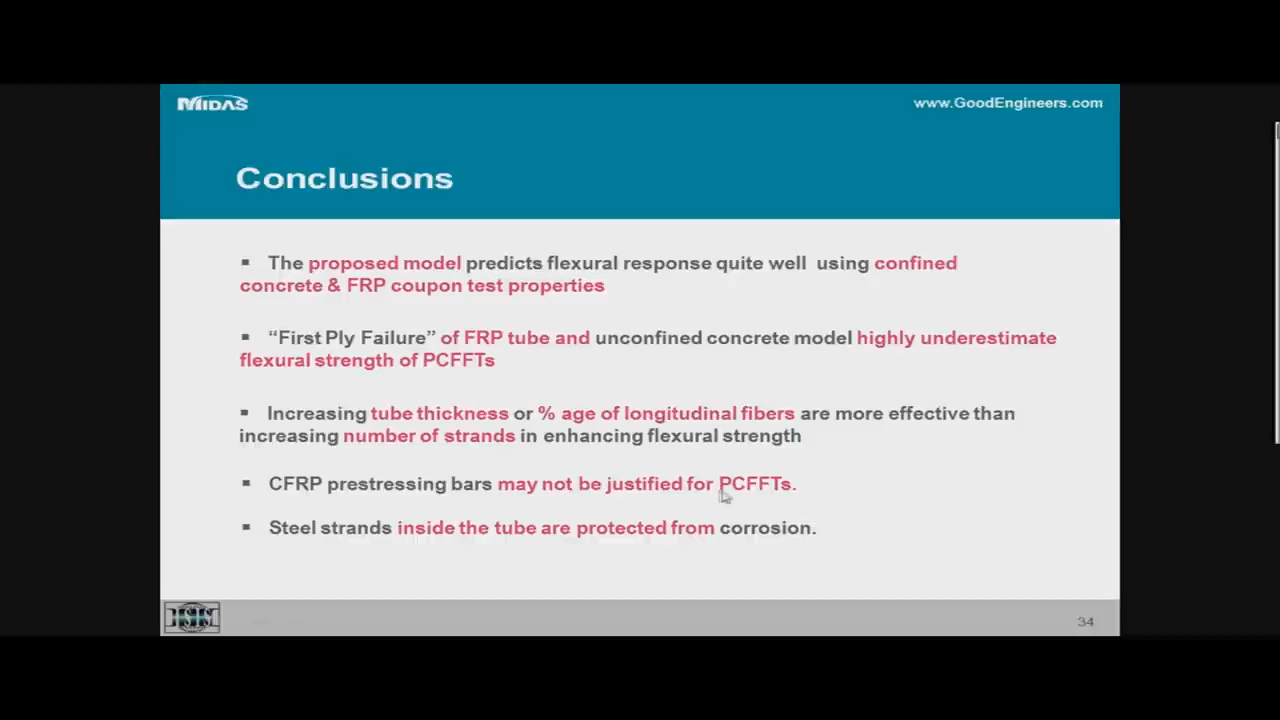 MIDAS
www.GoodEngineers.com
Conclusions
▪ The proposed model predicts flexural response quite well using confined
concrete & FRP coupon test properties
▪ “First Ply Failure” of FRP tube and unconfined concrete model highly underestimate
flexural strength of PCFFTs
▪ Increasing tube thickness or % age of longitudinal fibers are more effective than
increasing number of strands in enhancing flexural strength
▪ CFRP prestressing bars may not be justified for PCFFTs.
▪ Steel strands inside the tube are protected from corrosion.
ISIS
34